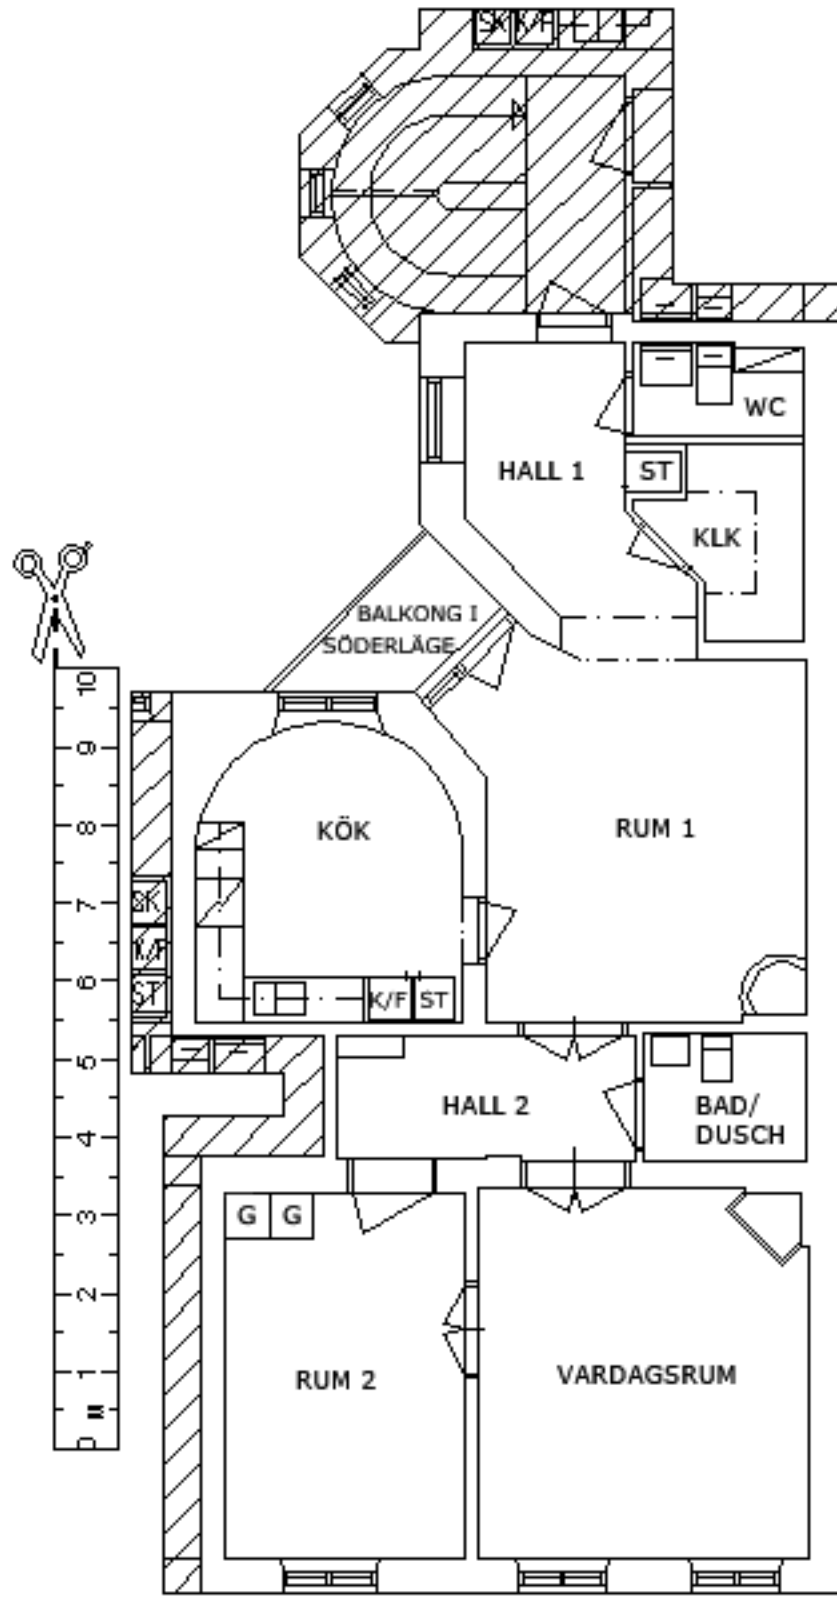 SK K/F
WC
HALL 1
ST
KLK
BALKONG I
SÖDERLÄGE
10
9
8
7
6
5
4
3
2
1
m
0
KÖK
RUM 1
SK
K/F
ST
K/F ST
HALL 2
BAD/
DUSCH
G G
RUM 2
VARDAGSRUM